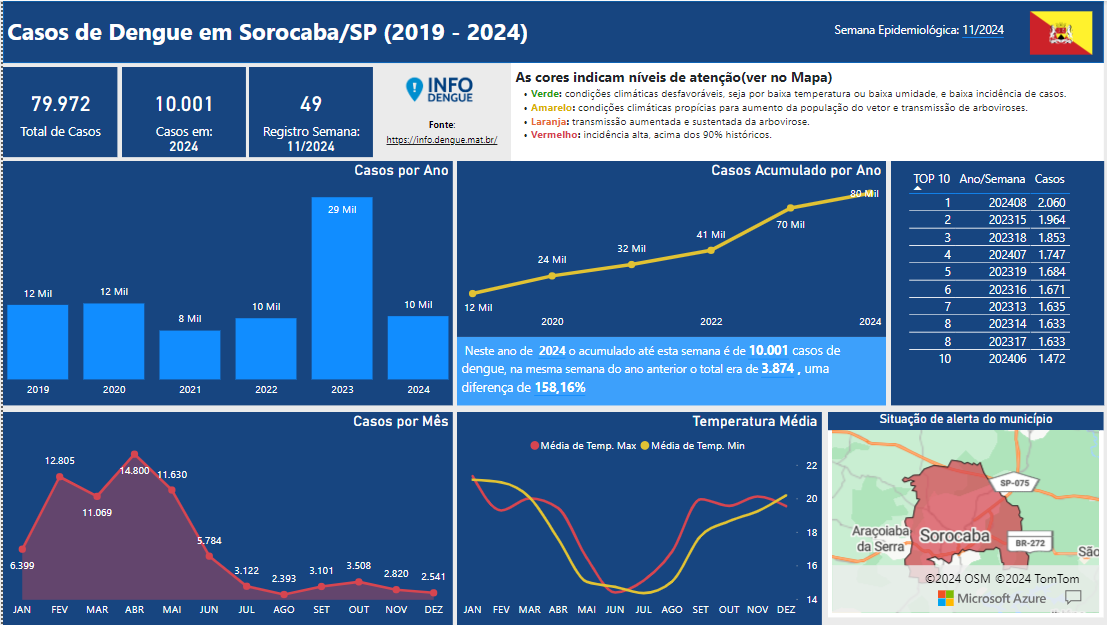 Casos de Dengue em Sorocaba/SP (2019 - 2024)
Semana Epidemiológica: 11/2024
79.972
Total de Casos
10.001
Casos em:
2024
49
Registro Semana:
11/2024
INFO
DENGUE
Fonte:
https://info.dengue.mat.br/
As cores indicam níveis de atenção(ver no Mapa)
• Verde: condições climáticas desfavoráveis, seja por baixa temperatura ou baixa umidade, e baixa incidência de casos.
• Amarelo: condições climáticas propícias para aumento da população do vetor e transmissão de arboviroses.
• Laranja: transmissão aumentada e sustentada da arbovirose.
• Vermelho: incidência alta, acima dos 90% históricos.
Casos por Ano
12 Mil
12 Mil
8 Mil
10 Mil
29 Mil
10 Mil
2019 2020 2021 2022 2023 2024
Casos Acumulado por Ano
12 Mil
24 Mil
32 Mil
41 Mil
70 Mil
80 Mil
2020 2022 2024
Neste ano de 2024 o acumulado até esta semana é de 10.001 casos de
dengue, na mesma semana do ano anterior o total era de 3.874 , uma
diferença de 158,16%
TOP 10 Ano/Semana Casos
1 202408 2.060
2 202315 1.964
3 202318 1.853
4 202407 1.747
5 202319 1.684
6 202316 1.671
7 202313 1.635
8 202314 1.633
8 202317 1.633
10 202406 1.472
Casos por Mês
6.399
12.805
11.069
14.800
11.630
5.784
3.122
2.393
3.101
3.508
2.820
2.541
JAN FEV MAR ABR MAI JUN JUL AGO SET OUT NOV DEZ
Temperatura Média
Média de Temp. Max Média de Temp. Min
22
20
18
16
14
JAN FEV MAR ABR MAI JUN JUL AGO SET OUT NOV DEZ
Situação de alerta do município
SP-075
Araçoiaba
da Serra
Sorocaba
BR-272
São
©2024 OSM ©2024 TomTom
Microsoft Azure